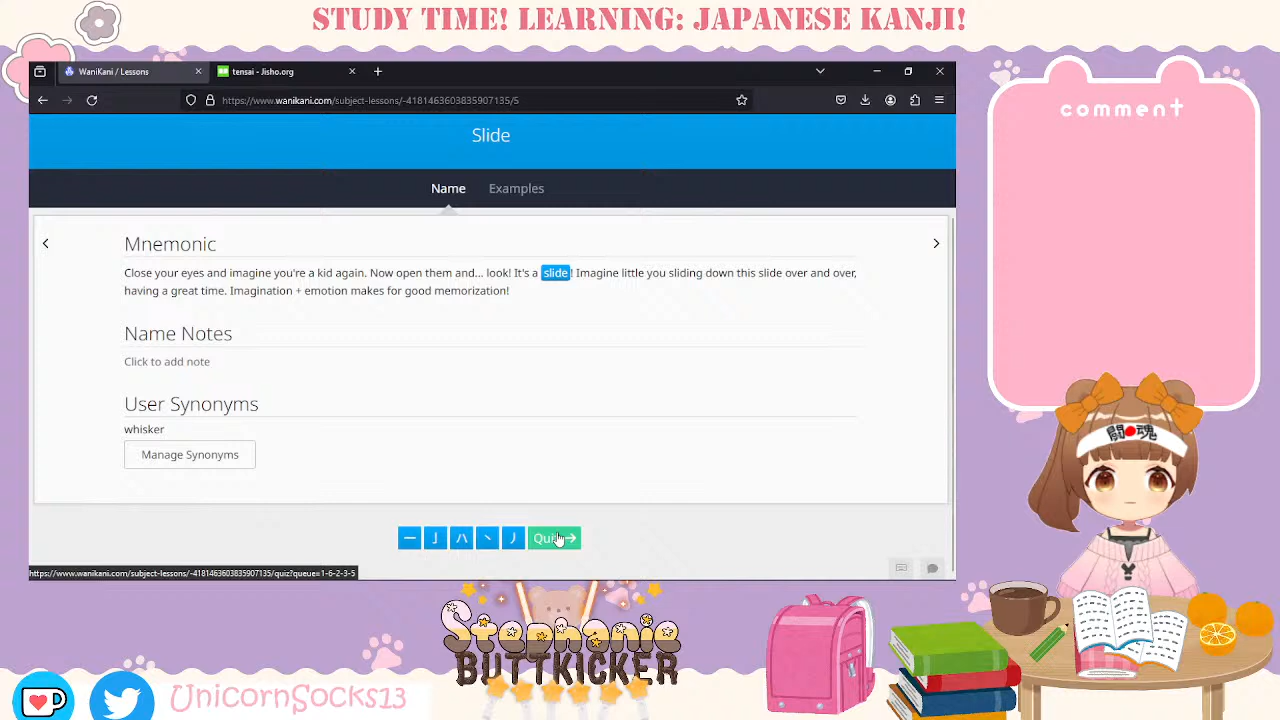 STUDY TIME! LEARNING: JAPANESE KANJI!
WaniKani / Lessons
tensai - Jisho.org
https://www.wanikani.com/subject-lessons/-4181463603835907135/5
comment
Slide
Name
Examples
Mnemonic
Close your eyes and imagine you're a kid again. Now open them and... look! It's a slide! Imagine little you sliding down this slide over and over,
having a great time. Imagination + emotion makes for good memorization!
Name Notes
Click to add note
User Synonyms
whisker
Manage Synonyms
一 亅 ハ 丶 丿
https://www.wanikani.com/subject-lessons/-4181463603835907135/quiz?queue=1-6-2-3-5
闘 魂
Stephanie
BUTTKICKER
UnicornSocks13